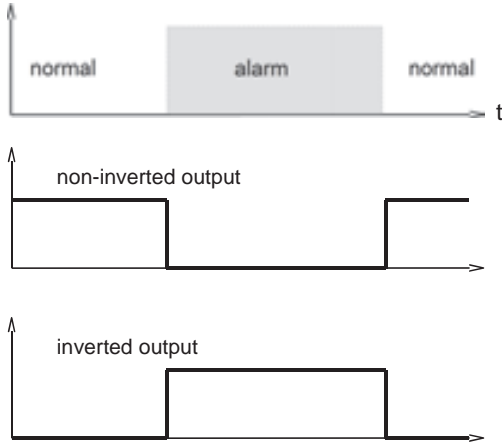 normal alarm normal
t
non-inverted output
inverted output